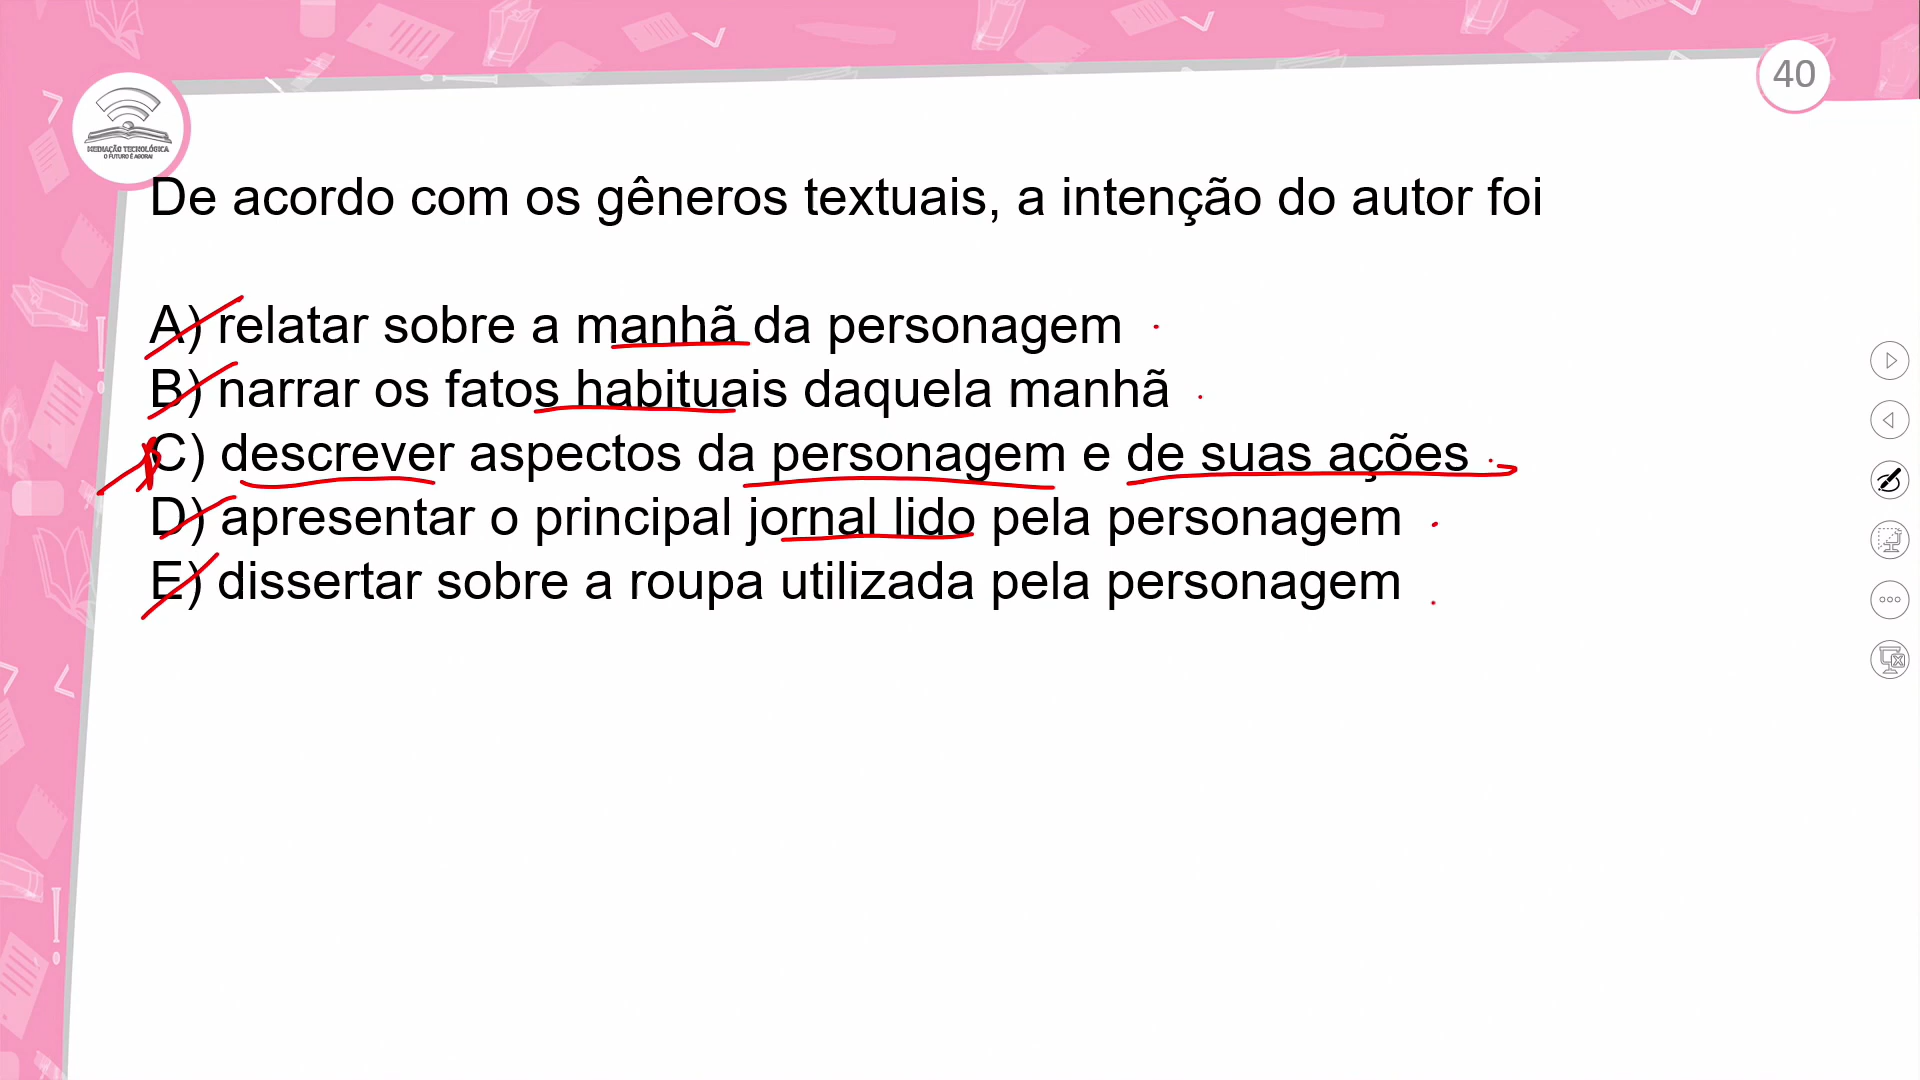 40
MEDIAÇÃO TECNOLÓGICA
O FUTURO É AGORA!
De acordo com os gêneros textuais, a intenção do autor foi
A) relatar sobre a manhã da personagem
B) narrar os fatos habituais daquela manhã
C) descrever aspectos da personagem e de suas ações
D) apresentar o principal jornal lido pela personagem
E) dissertar sobre a roupa utilizada pela personagem